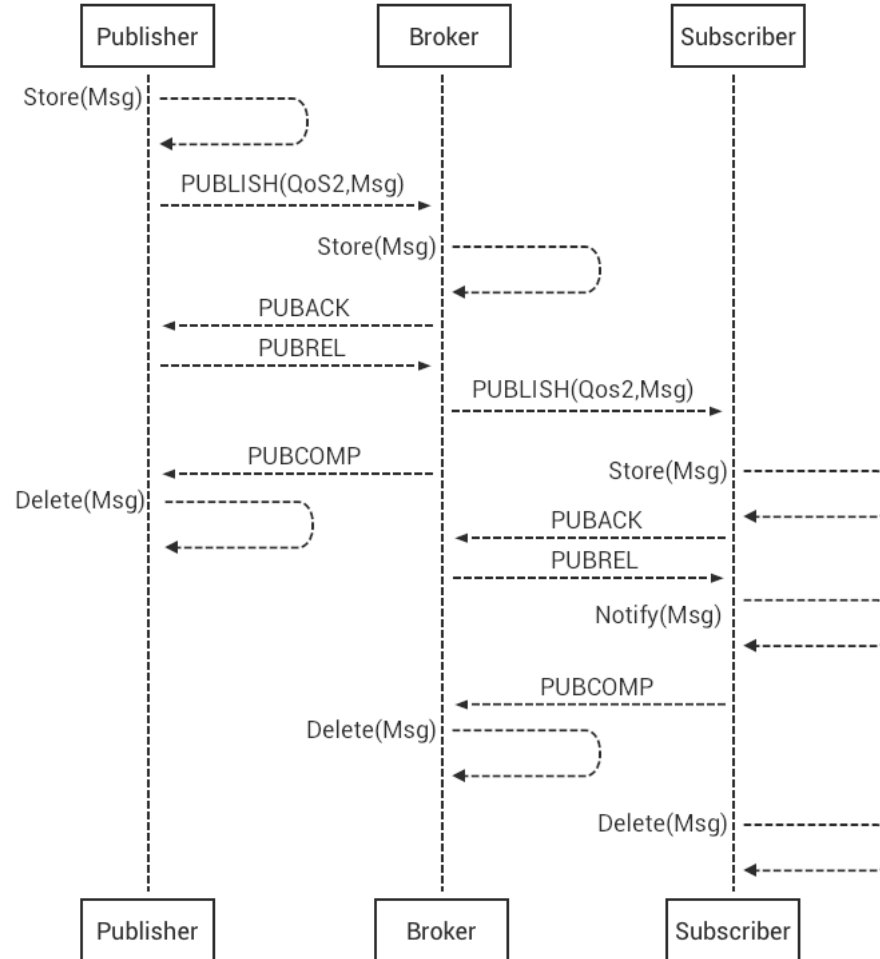 Publisher
Broker
Subscriber
Store(Msg)
PUBLISH(QoS2,Msg)
Store(Msg)
PUBACK
PUBREL
PUBLISH(Qos2,Msg)
PUBCOMP
Store(Msg)
Delete(Msg)
PUBACK
PUBREL
Notify(Msg)
PUBCOMP
Delete(Msg)
Delete(Msg)
Publisher
Broker
Subscriber